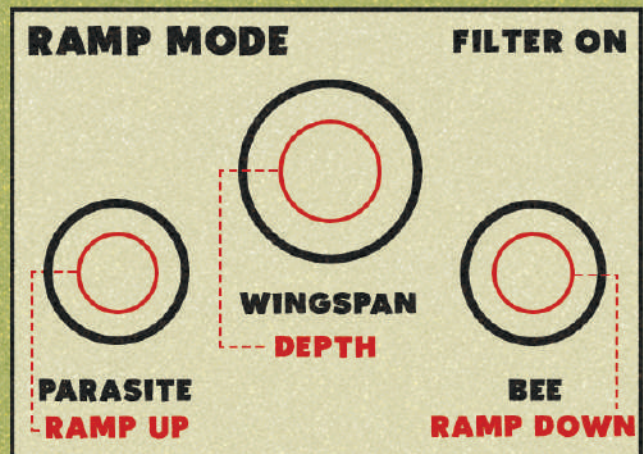 RAMP MODE
FILTER ON
WINGSPAN
DEPTH
PARASITE
RAMP UP
BEE
RAMP DOWN